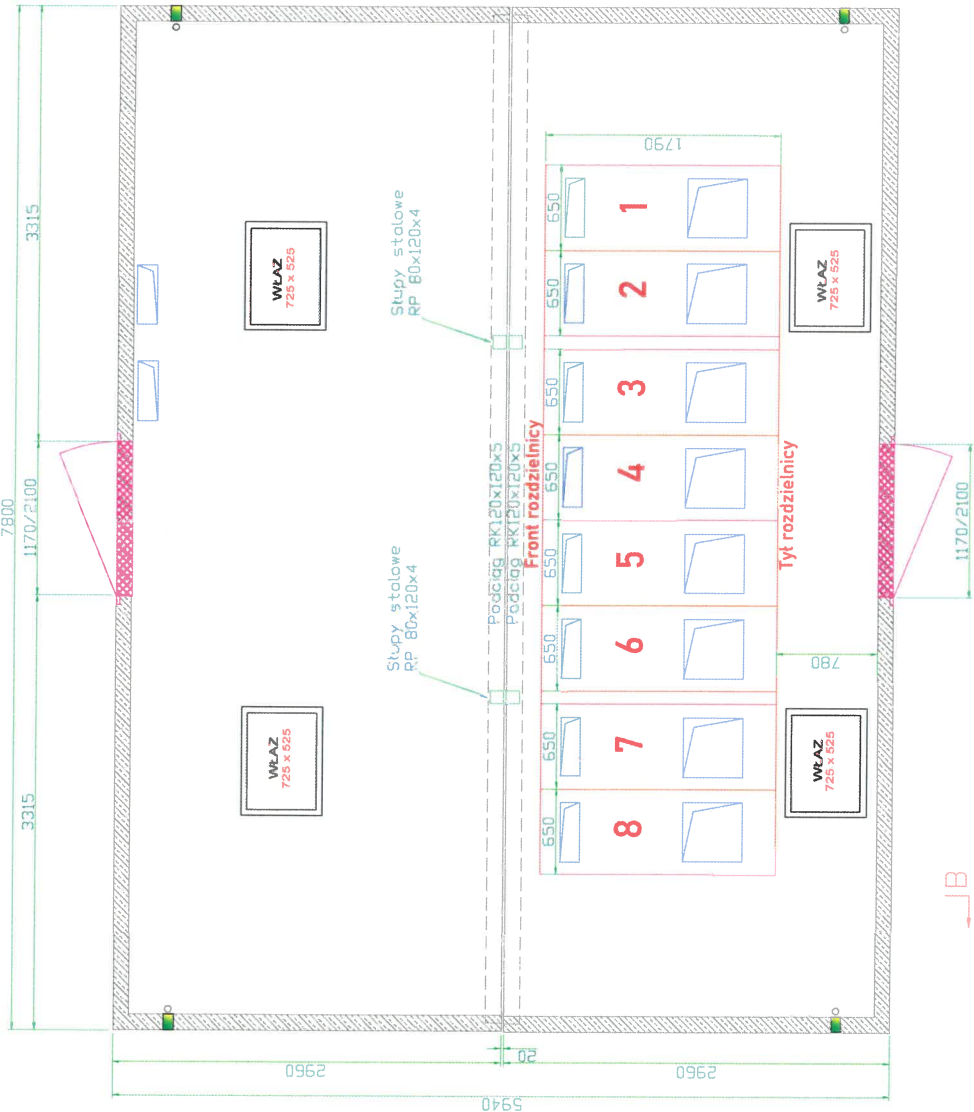 7800
3315
1170/2100
3315
WŁAZ
725 x 525
WŁAZ
725 x 525
Słupy stalowe
RP 80x120x4
Słupy stalowe
RP 80x120x4
Podciąg RK120x120x5
Podciąg RK120x120x5
Front rozdzielnicy
1790
650
650
650
650
650
650
650
650
1
2
3
4
5
6
7
8
Tył rozdzielnicy
780
WŁAZ
725 x 525
WŁAZ
725 x 525
1170/2100
2960
20
2960
5940
B